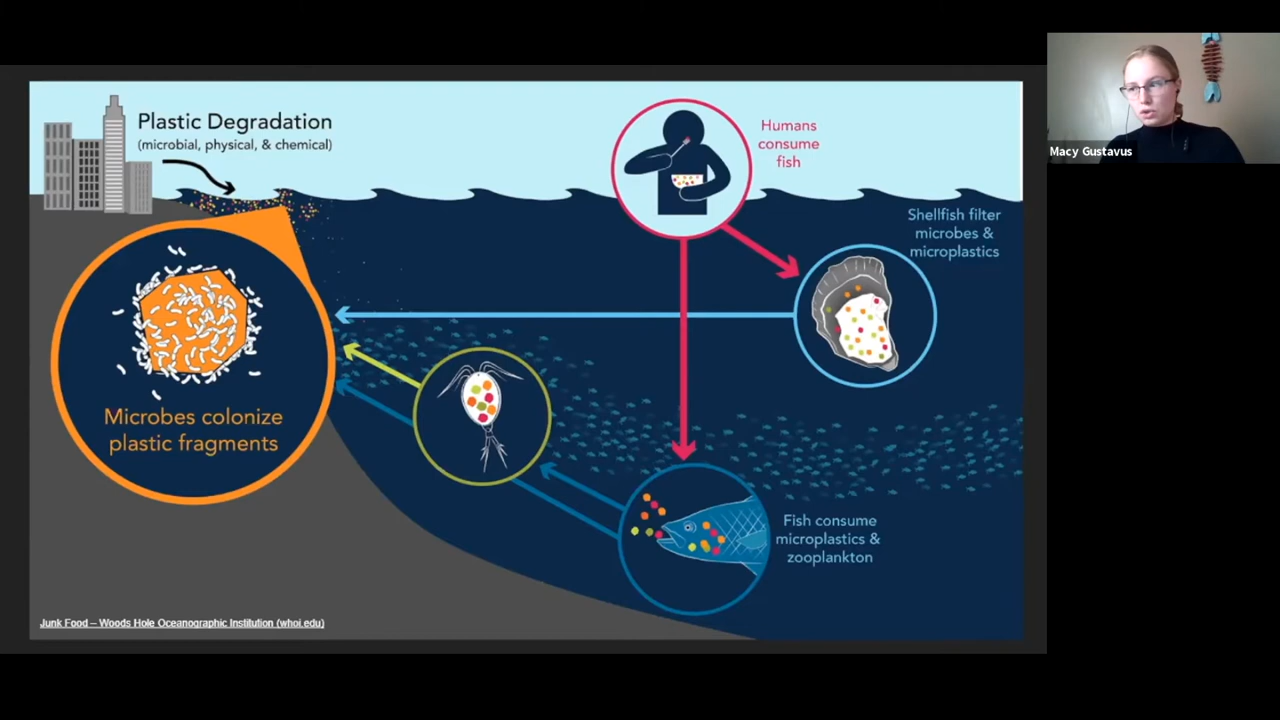 Plastic Degradation
(microbial, physical, & chemical)
Humans
consume
fish
Shellfish filter
microbes &
microplastics
Microbes colonize
plastic fragments
Fish consume
microplastics &
zooplankton
Junk Food – Woods Hole Oceanographic Institution (whoi.edu)
Macy Gustavus